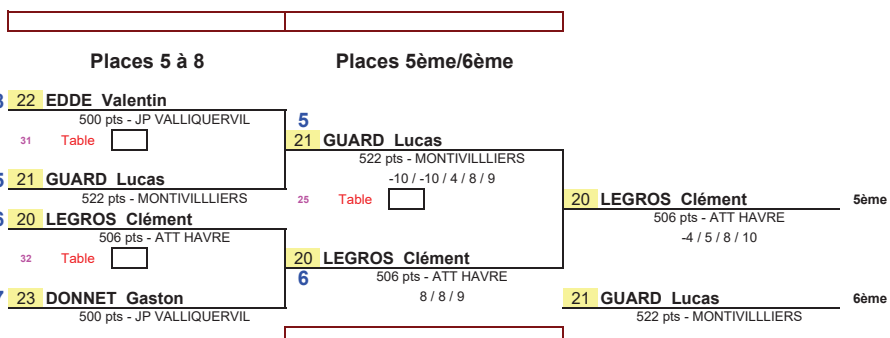 Places 5 à 8 Places 5ème/6ème
22 EDDE Valentin
500 pts - JP VALLIQUERVIL 5
31 Table 21 GUARD Lucas
522 pts - MONTIVILLLIERS
-10 / -10 / 4 / 8 / 9
5 21 GUARD Lucas
522 pts - MONTIVILLLIERS 25 Table 20 LEGROS Clément 5ème
6 20 LEGROS Clément
506 pts - ATT HAVRE 506 pts - ATT HAVRE
-4 / 5 / 8 / 10
32 Table 20 LEGROS Clément
6 506 pts - ATT HAVRE
8 / 8 / 9
23 DONNET Gaston 21 GUARD Lucas 6ème
500 pts - JP VALLIQUERVIL 522 pts - MONTIVILLLIERS